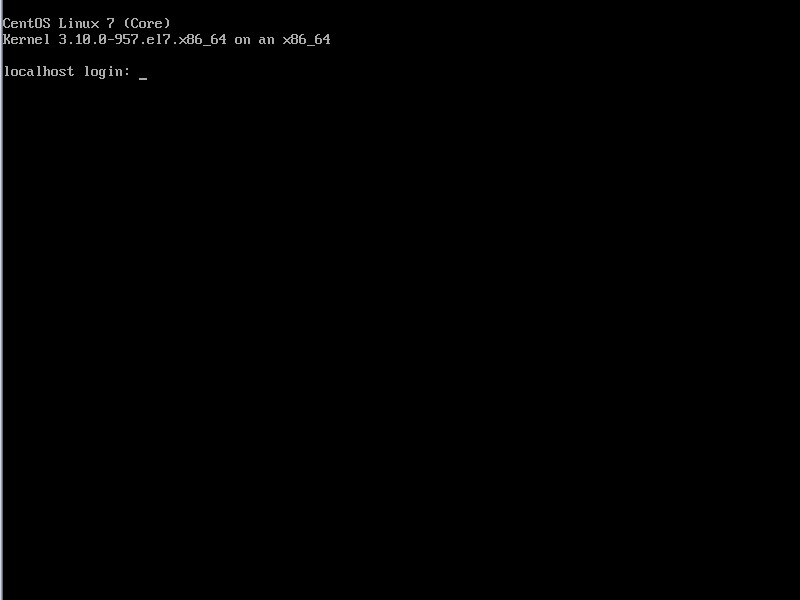 CentOS Linux 7 (Core)
Kernel 3.10.0-957.el7.x86_64 on an x86_64
localhost login: _